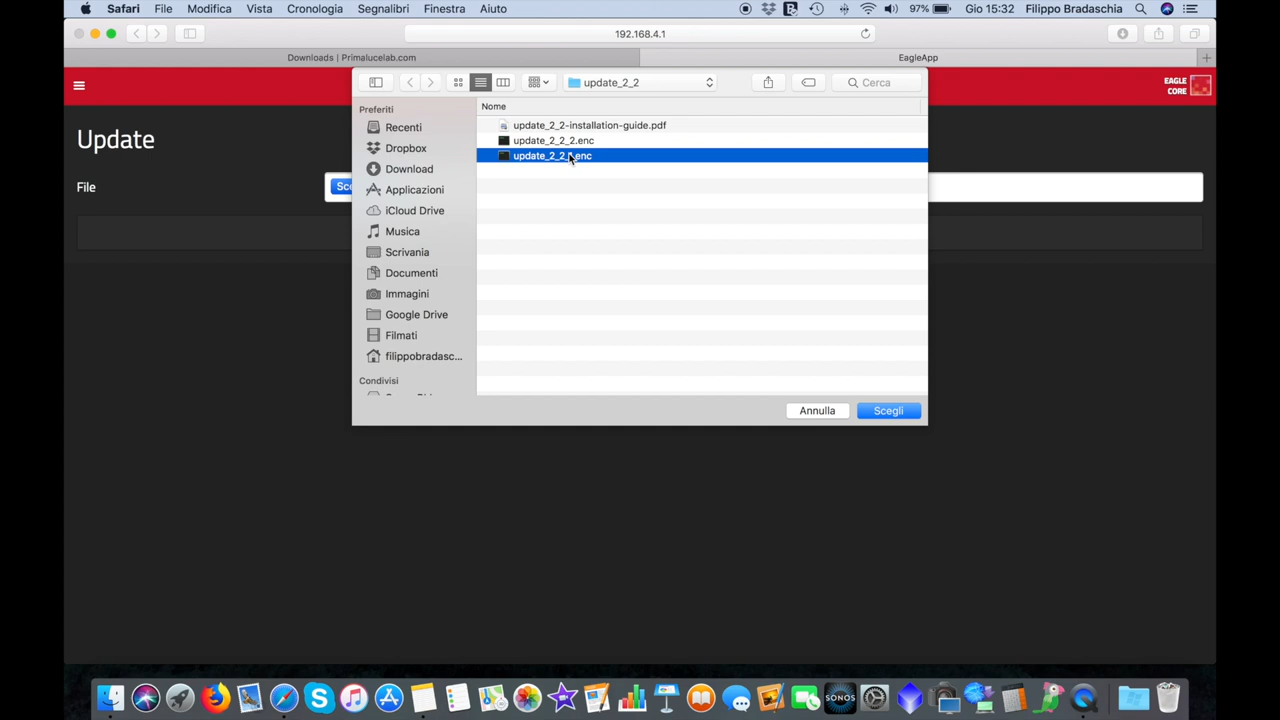 Safari File Modifica Vista Cronologia Segnalibri Finestra Aiuto 97% Gio 15:32 Filippo Bradaschia
192.168.4.1
Downloads | Primalucelab.com EagleApp
update_2_2 Cerca
EAGLE
CORE
Preferiti
Nome
Recenti
update_2_2-installation-guide.pdf
Update
update_2_2_2.enc
Dropbox
Download
Applicazioni
File
Sce
iCloud Drive
Musica
Scrivania
Documenti
Immagini
Google Drive
Filmati
filippobradasc...
Condivisi
Annulla Scegli
SONOS